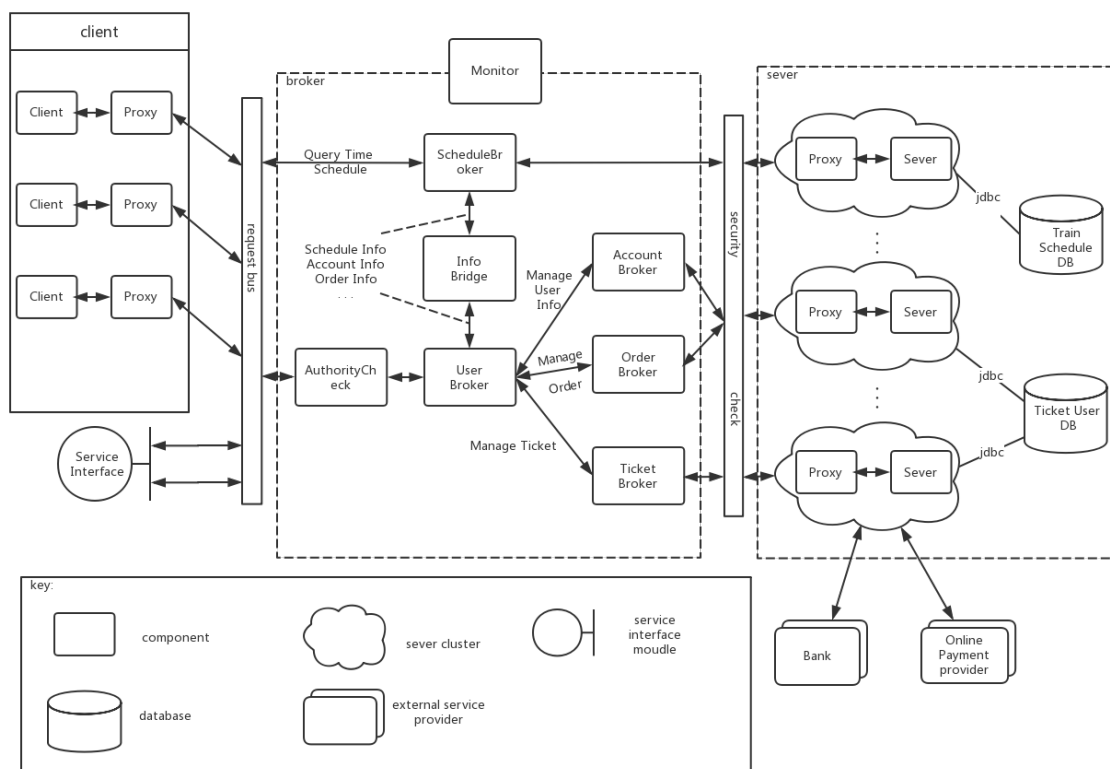 client
Client
Proxy
Client
Proxy
Client
Proxy
Service
Interface
request bus
broker
Monitor
Query Time
Schedule
ScheduleBr
oker
Schedule Info
Account Info
Order Info
. . .
Info
Bridge
AuthorityChe
ck
User
Broker
Manage
User
Info
Manage
Order
Manage Ticket
Account
Broker
Order
Broker
Ticket
Broker
security
check
sever
Proxy
Sever
jdbc
Train
Schedule
DB
Proxy
Sever
jdbc
Ticket User
DB
Proxy
Sever
jdbc
Bank
Online
Payment
provider
key:
component
sever cluster
service
interface
moudle
database
external service
provider